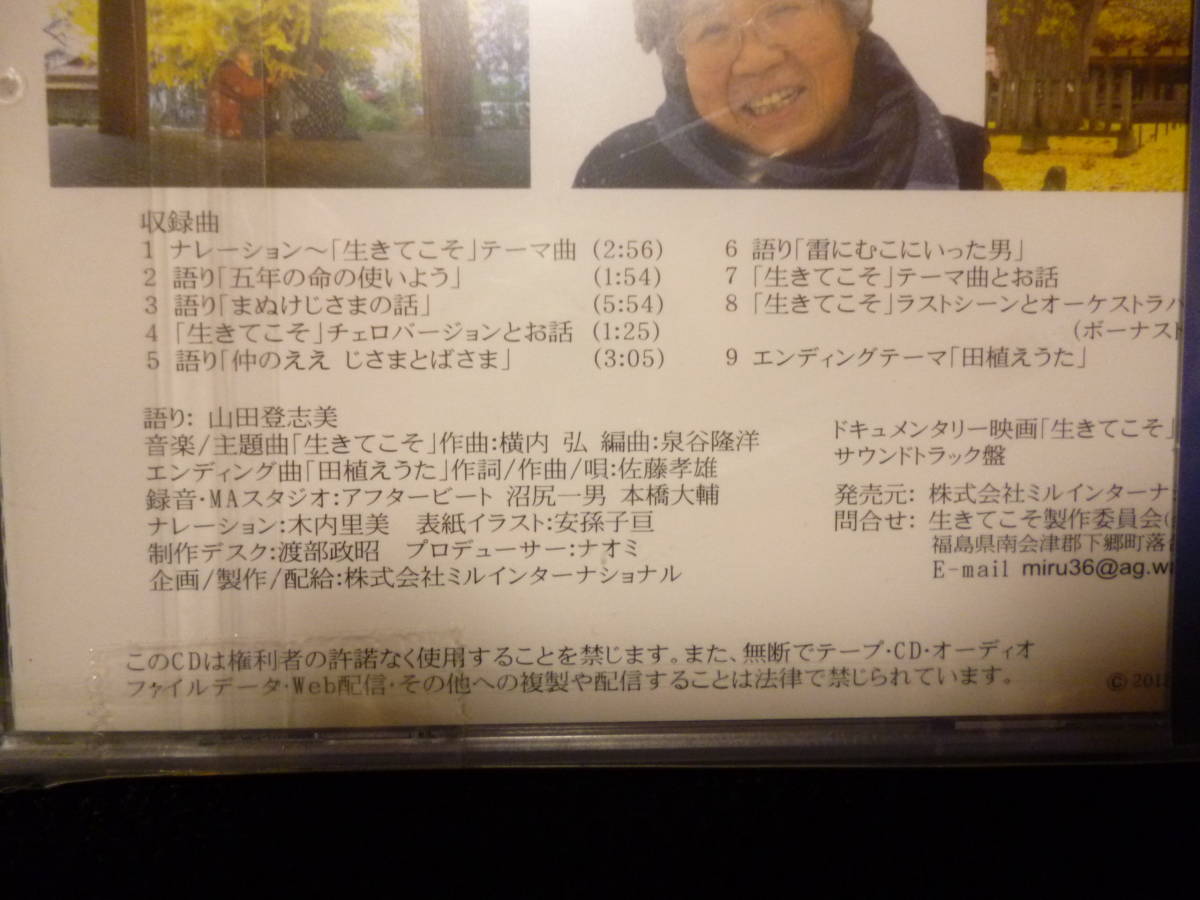 収録曲
1 ナレーション～「生きてこそ」テーマ曲 (2:56)
2 語り「五年の命の使いよう」 (1:54)
3 語り「まぬけじさまの話」 (5:54)
4 「生きてこそ」チェロバージョンとお話 (1:25)
5 語り「仲のええ じさまとばさま」 (3:05)
6 語り「雷にむこにいった男」
7 「生きてこそ」テーマ曲とお話
8 「生きてこそ」ラストシーンとオーケストラバ
(ボーナスト
9 エンディングテーマ「田植えうた」
語り: 山田登志美
音楽/主題曲「生きてこそ」作曲:横内 弘 編曲:泉谷隆洋
エンディング曲「田植えうた」作詞/作曲/唄:佐藤孝雄
録音・MAスタジオ:アフタービート 沼尻一男 本橋大輔
ナレーション:木内里美 表紙イラスト:安孫子亘
制作デスク:渡部政昭 プロデューサー:ナオミ
企画/製作/配給:株式会社ミルインターナショナル
ドキュメンタリー映画「生きてこそ」
サウンドトラック盤
発売元: 株式会社ミルインターナ
問合せ: 生きてこそ製作委員会(
福島県南会津郡下郷町落合
E-mail miru36@ag.w
このCDは権利者の許諾なく使用することを禁じます。また、無断でテープ・CD・オーディオ
ファイルデータ・Web配信・その他への複製や配信することは法律で禁じられています。
© 201